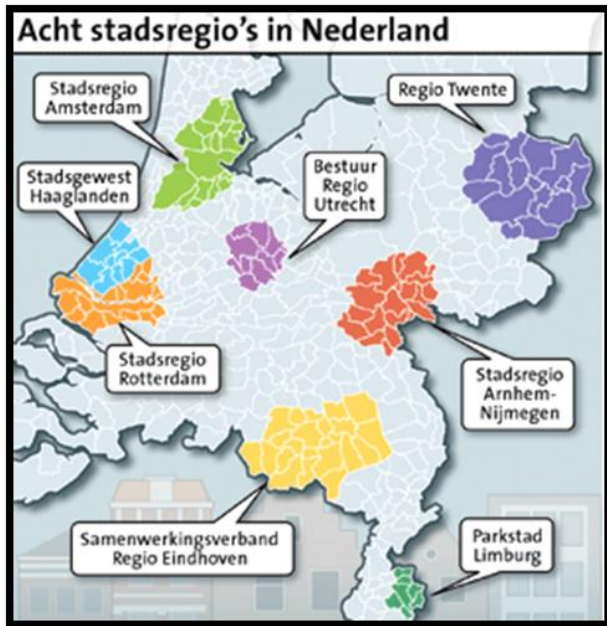 Acht stadsregio's in Nederland
Stadsregio
Amsterdam
Regio Twente
Stadsgewest
Haaglanden
Bestuur
Regio
Utrecht
Stadsregio
Rotterdam
Stadsregio
Arnhem-
Nijmegen
Samenwerkingsverband
Regio Eindhoven
Parkstad
Limburg